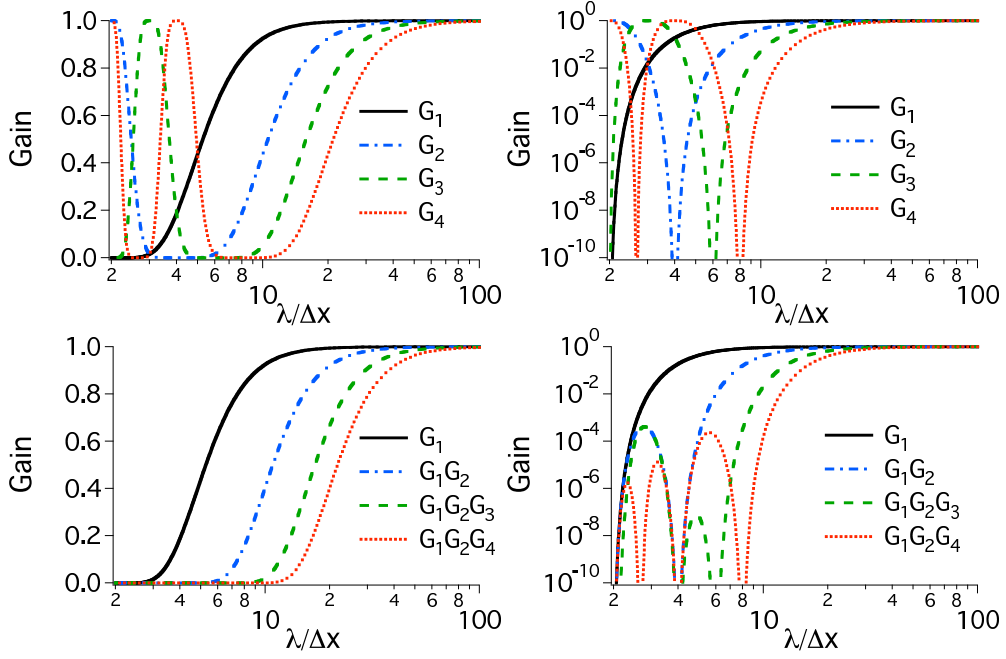 1.0
0.8
0.6
0.4
0.2
0.0
Gain
G₁
G₂
G₃
G₄
2 4 6 8 2 4 6 8
10 100
λ/Δx
10⁰
10⁻²
10⁻⁴
10⁻⁶
10⁻⁸
10⁻¹⁰
Gain
G₁
G₂
G₃
G₄
2 4 6 8 2 4 6 8
10 100
λ/Δx
1.0
0.8
0.6
0.4
0.2
0.0
Gain
G₁
G₁G₂
G₁G₂G₃
G₁G₂G₄
2 4 6 8 2 4 6 8
10 100
λ/Δx
10⁰
10⁻²
10⁻⁴
10⁻⁶
10⁻⁸
10⁻¹⁰
Gain
G₁
G₁G₂
G₁G₂G₃
G₁G₂G₄
2 4 6 8 2 4 6 8
10 100
λ/Δx